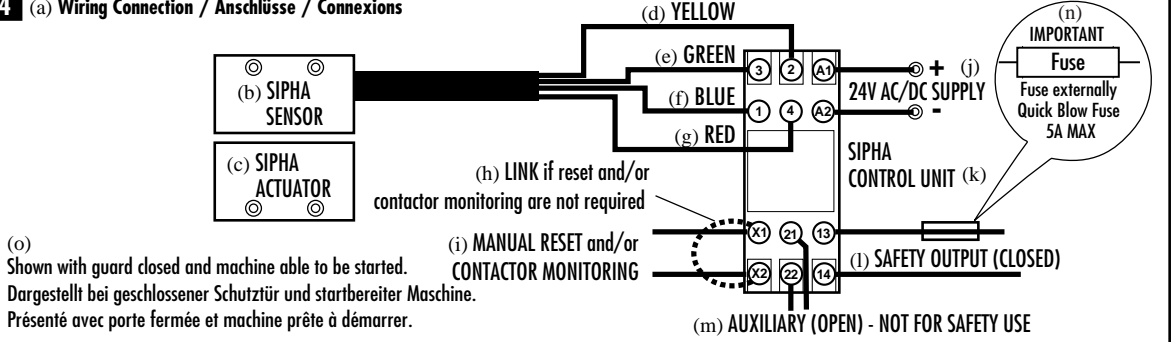 4 (a) Wiring Connection / Anschlüsse / Connexions
(d) YELLOW
(n)
IMPORTANT
Fuse
Fuse externally
Quick Blow Fuse
5A MAX
(e) GREEN
3 2 A1
+ (j)
(b) SIPHA
SENSOR
24V AC/DC SUPPLY
(f) BLUE
1 4 A2
-
(g) RED
(c) SIPHA
ACTUATOR
SIPHA
CONTROL UNIT (k)
(h) LINK if reset and/or
contactor monitoring are not required
X1 21 13
(i) MANUAL RESET and/or
CONTACTOR MONITORING
(l) SAFETY OUTPUT (CLOSED)
X2 22 14
(o)
Shown with guard closed and machine able to be started.
Dargestellt bei geschlossener Schutztür und startbereiter Maschine.
Présenté avec porte fermée et machine prête à démarrer.
(m) AUXILIARY (OPEN) - NOT FOR SAFETY USE